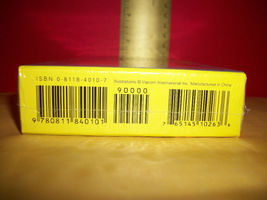 ISBN 0-8118-4010-7
Illustrations © Viacom International Inc. Manufactured in China
90000
9 780811 840101
7 65145 10263 6